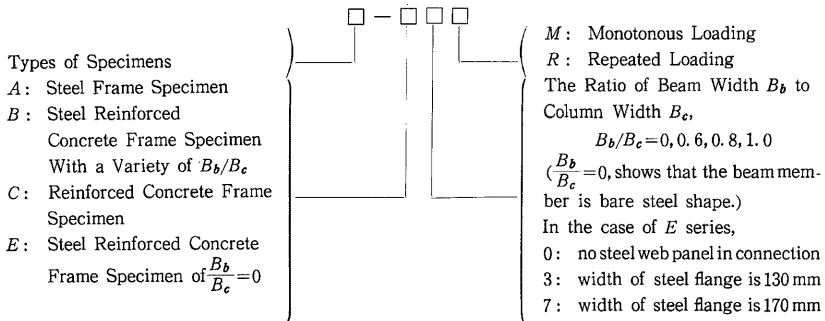 □-□□□
Types of Specimens
A: Steel Frame Specimen
B: Steel Reinforced
Concrete Frame Specimen
With a Variety of Bb/Bc
C: Reinforced Concrete Frame
Specimen
E: Steel Reinforced Concrete
Frame Specimen of Bb/Bc=0
M: Monotonous Loading
R: Repeated Loading
The Ratio of Beam Width Bb to
Column Width Bc,
Bb/Bc=0, 0.6, 0.8, 1.0
(Bb/Bc=0, shows that the beam mem-
ber is bare steel shape.)
In the case of E series,
0: no steel web panel in connection
3: width of steel flange is 130 mm
7: width of steel flange is 170 mm